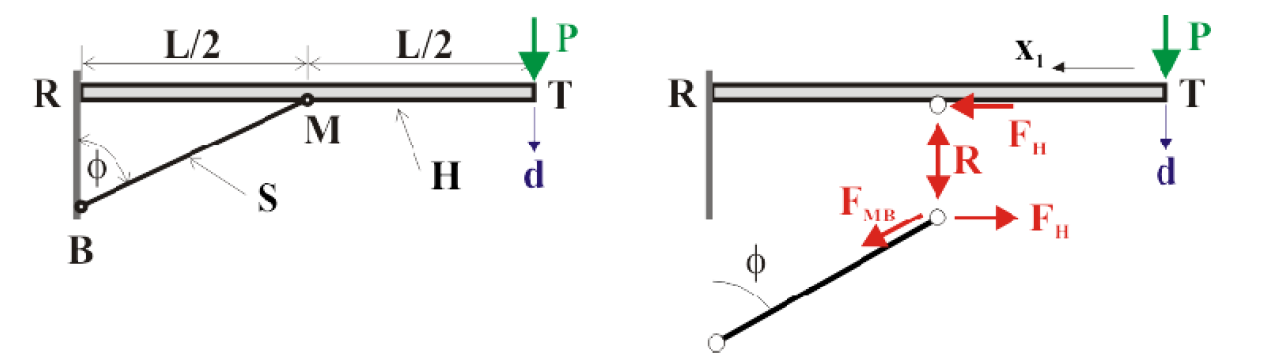 L/2 L/2 P
R T
M
ϕ H d
S
B
x₁ P
R T
F_H
R d
F_MB F_H
ϕ